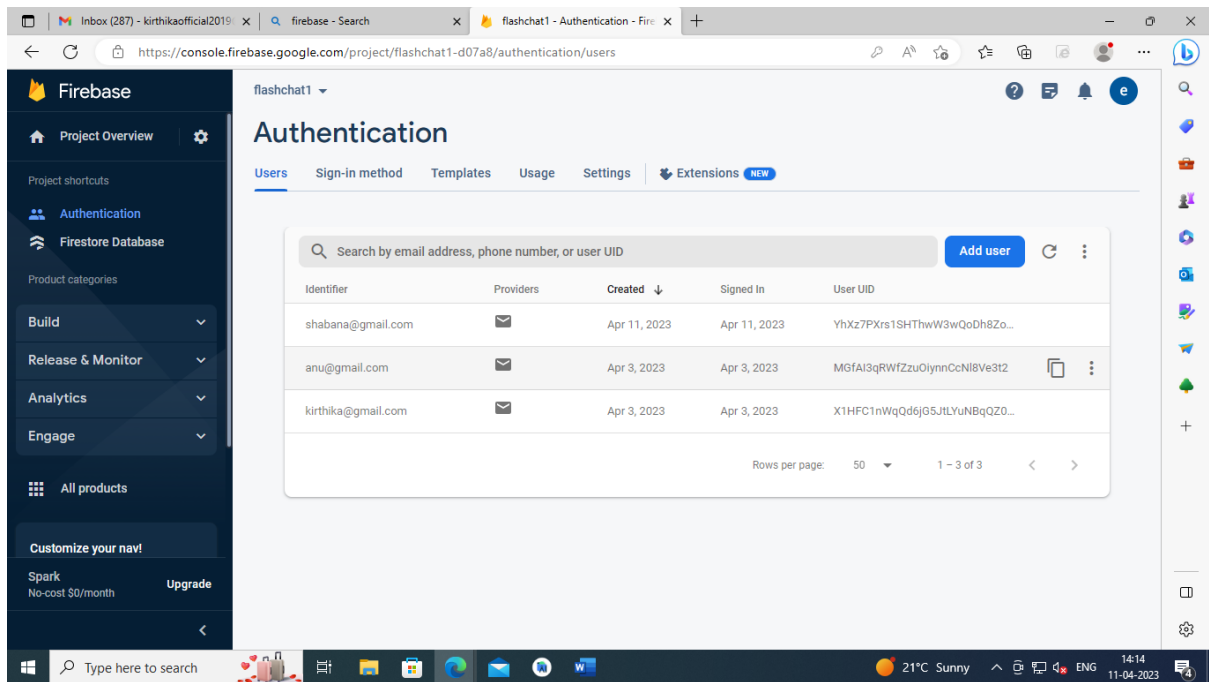 Inbox (287) - kirthikaofficial2019
firebase - Search
flashchat1 - Authentication - Fire
https://console.firebase.google.com/project/flashchat1-d07a8/authentication/users
Firebase
flashchat1
e
Project Overview
Authentication
Users Sign-in method Templates Usage Settings Extensions NEW
Project shortcuts
Authentication
Firestore Database
Product categories
Build
Release & Monitor
Analytics
Engage
All products
Customize your nav!
Spark
No-cost $0/month
Upgrade
Search by email address, phone number, or user UID
Add user
Identifier Providers Created Signed In User UID
shabana@gmail.com Apr 11, 2023 Apr 11, 2023 YhXz7PXrs1SHThwW3wQoDh8Zo...
anu@gmail.com Apr 3, 2023 Apr 3, 2023 MGfAI3qRWfZzuOiynnCcNl8Ve3t2
kirthika@gmail.com Apr 3, 2023 Apr 3, 2023 X1HFC1nWqQd6jG5JtLYuNBqQZ0...
Rows per page: 50 1 – 3 of 3
Type here to search
21°C Sunny
ENG
14:14
11-04-2023
4